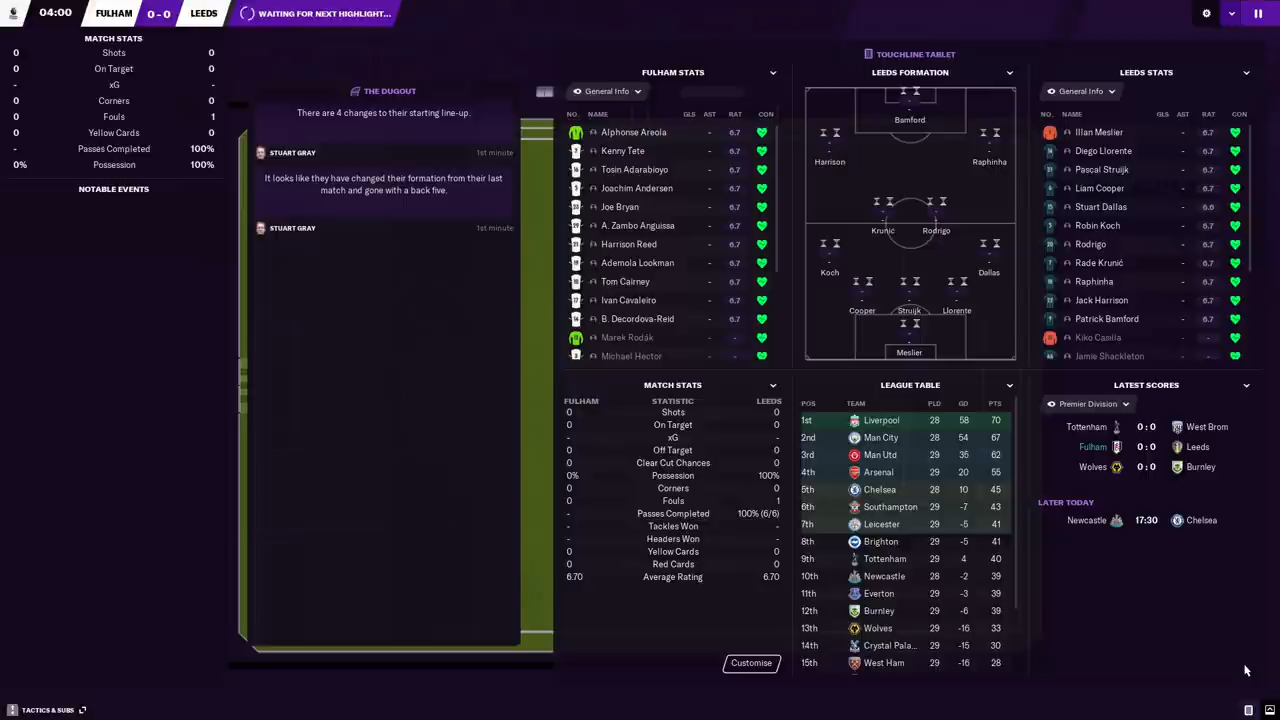 04:00 FULHAM 0 - 0 LEEDS WAITING FOR NEXT HIGHLIGHT...
MATCH STATS
0 Shots 0
0 On Target 0
- xG -
0 Corners 0
0 Fouls 1
0 Yellow Cards 0
- Passes Completed 100%
0% Possession 100%
NOTABLE EVENTS
THE DUGOUT
There are 4 changes to their starting line-up.
STUART GRAY 1st minute
It looks like they have changed their formation from their last
match and gone with a back five.
STUART GRAY 1st minute
TOUCHLINE TABLET
FULHAM STATS
General Info
NO. NAME GLS AST RAT CON
Alphonse Areola - - 6.7
Kenny Tete - - 6.7
Tosin Adarabioyo - - 6.7
Joachim Andersen - - 6.7
Joe Bryan - - 6.7
A. Zambo Anguissa - - 6.7
Harrison Reed - - 6.7
Ademola Lookman - - 6.7
Tom Cairney - - 6.7
Ivan Cavaleiro - - 6.7
B. Decordova-Reid - - 6.7
Marek Rodák - -
Michael Hector - -
LEEDS FORMATION
Bamford
Harrison Raphinha
Krunić Rodrigo
Koch Dallas
Cooper Struijk Llorente
Meslier
LEEDS STATS
General Info
NO. NAME GLS AST RAT CON
Illan Meslier - - 6.7
Diego Llorente - - 6.7
Pascal Struijk - - 6.7
Liam Cooper - - 6.7
Stuart Dallas - - 6.6
Robin Koch - - 6.7
Rodrigo - - 6.7
Rade Krunić - - 6.7
Raphinha - - 6.7
Jack Harrison - - 6.7
Patrick Bamford - - 6.7
Kiko Casilla - -
Jamie Shackleton - -
MATCH STATS
FULHAM STATISTIC LEEDS
0 Shots 0
0 On Target 0
- xG -
0 Off Target 0
0 Clear Cut Chances 0
0% Possession 100%
0 Corners 0
0 Fouls 1
- Passes Completed 100% (6/6)
- Tackles Won -
- Headers Won -
0 Yellow Cards 0
0 Red Cards 0
6.70 Average Rating 6.70
Customise
LEAGUE TABLE
POS TEAM PLD GD PTS
1st Liverpool 28 58 70
2nd Man City 28 54 67
3rd Man Utd 29 35 62
4th Arsenal 29 20 55
5th Chelsea 28 10 45
6th Southampton 29 -7 43
7th Leicester 29 -5 41
8th Brighton 29 -5 41
9th Tottenham 29 4 40
10th Newcastle 28 -2 39
11th Everton 29 -3 39
12th Burnley 29 -6 39
13th Wolves 29 -16 33
14th Crystal Pala... 29 -15 30
15th West Ham 29 -16 28
LATEST SCORES
Premier Division
Tottenham 0 : 0 West Brom
Fulham 0 : 0 Leeds
Wolves 0 : 0 Burnley
LATER TODAY
Newcastle 17:30 Chelsea
TACTICS & SUBS